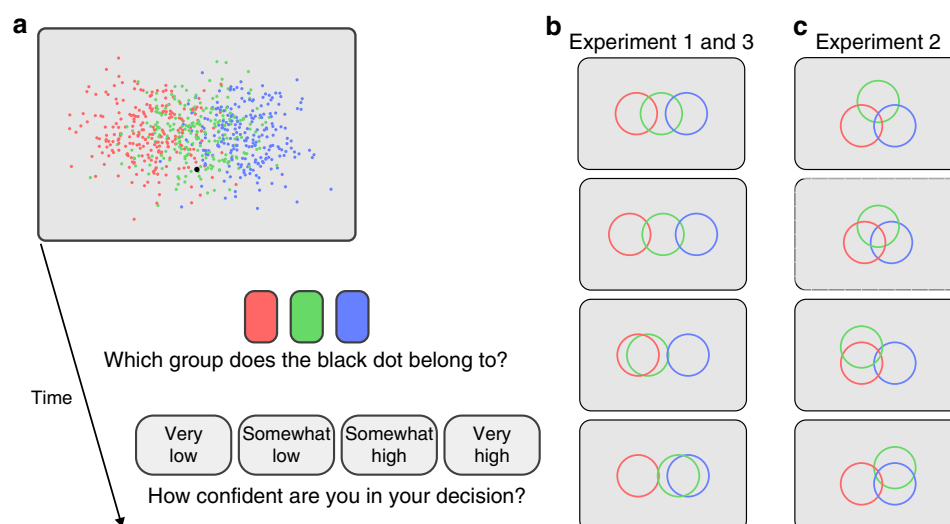 a
b
Experiment 1 and 3
c
Experiment 2
Which group does the black dot belong to?
Time
Very
low
Somewhat
low
Somewhat
high
Very
high
How confident are you in your decision?